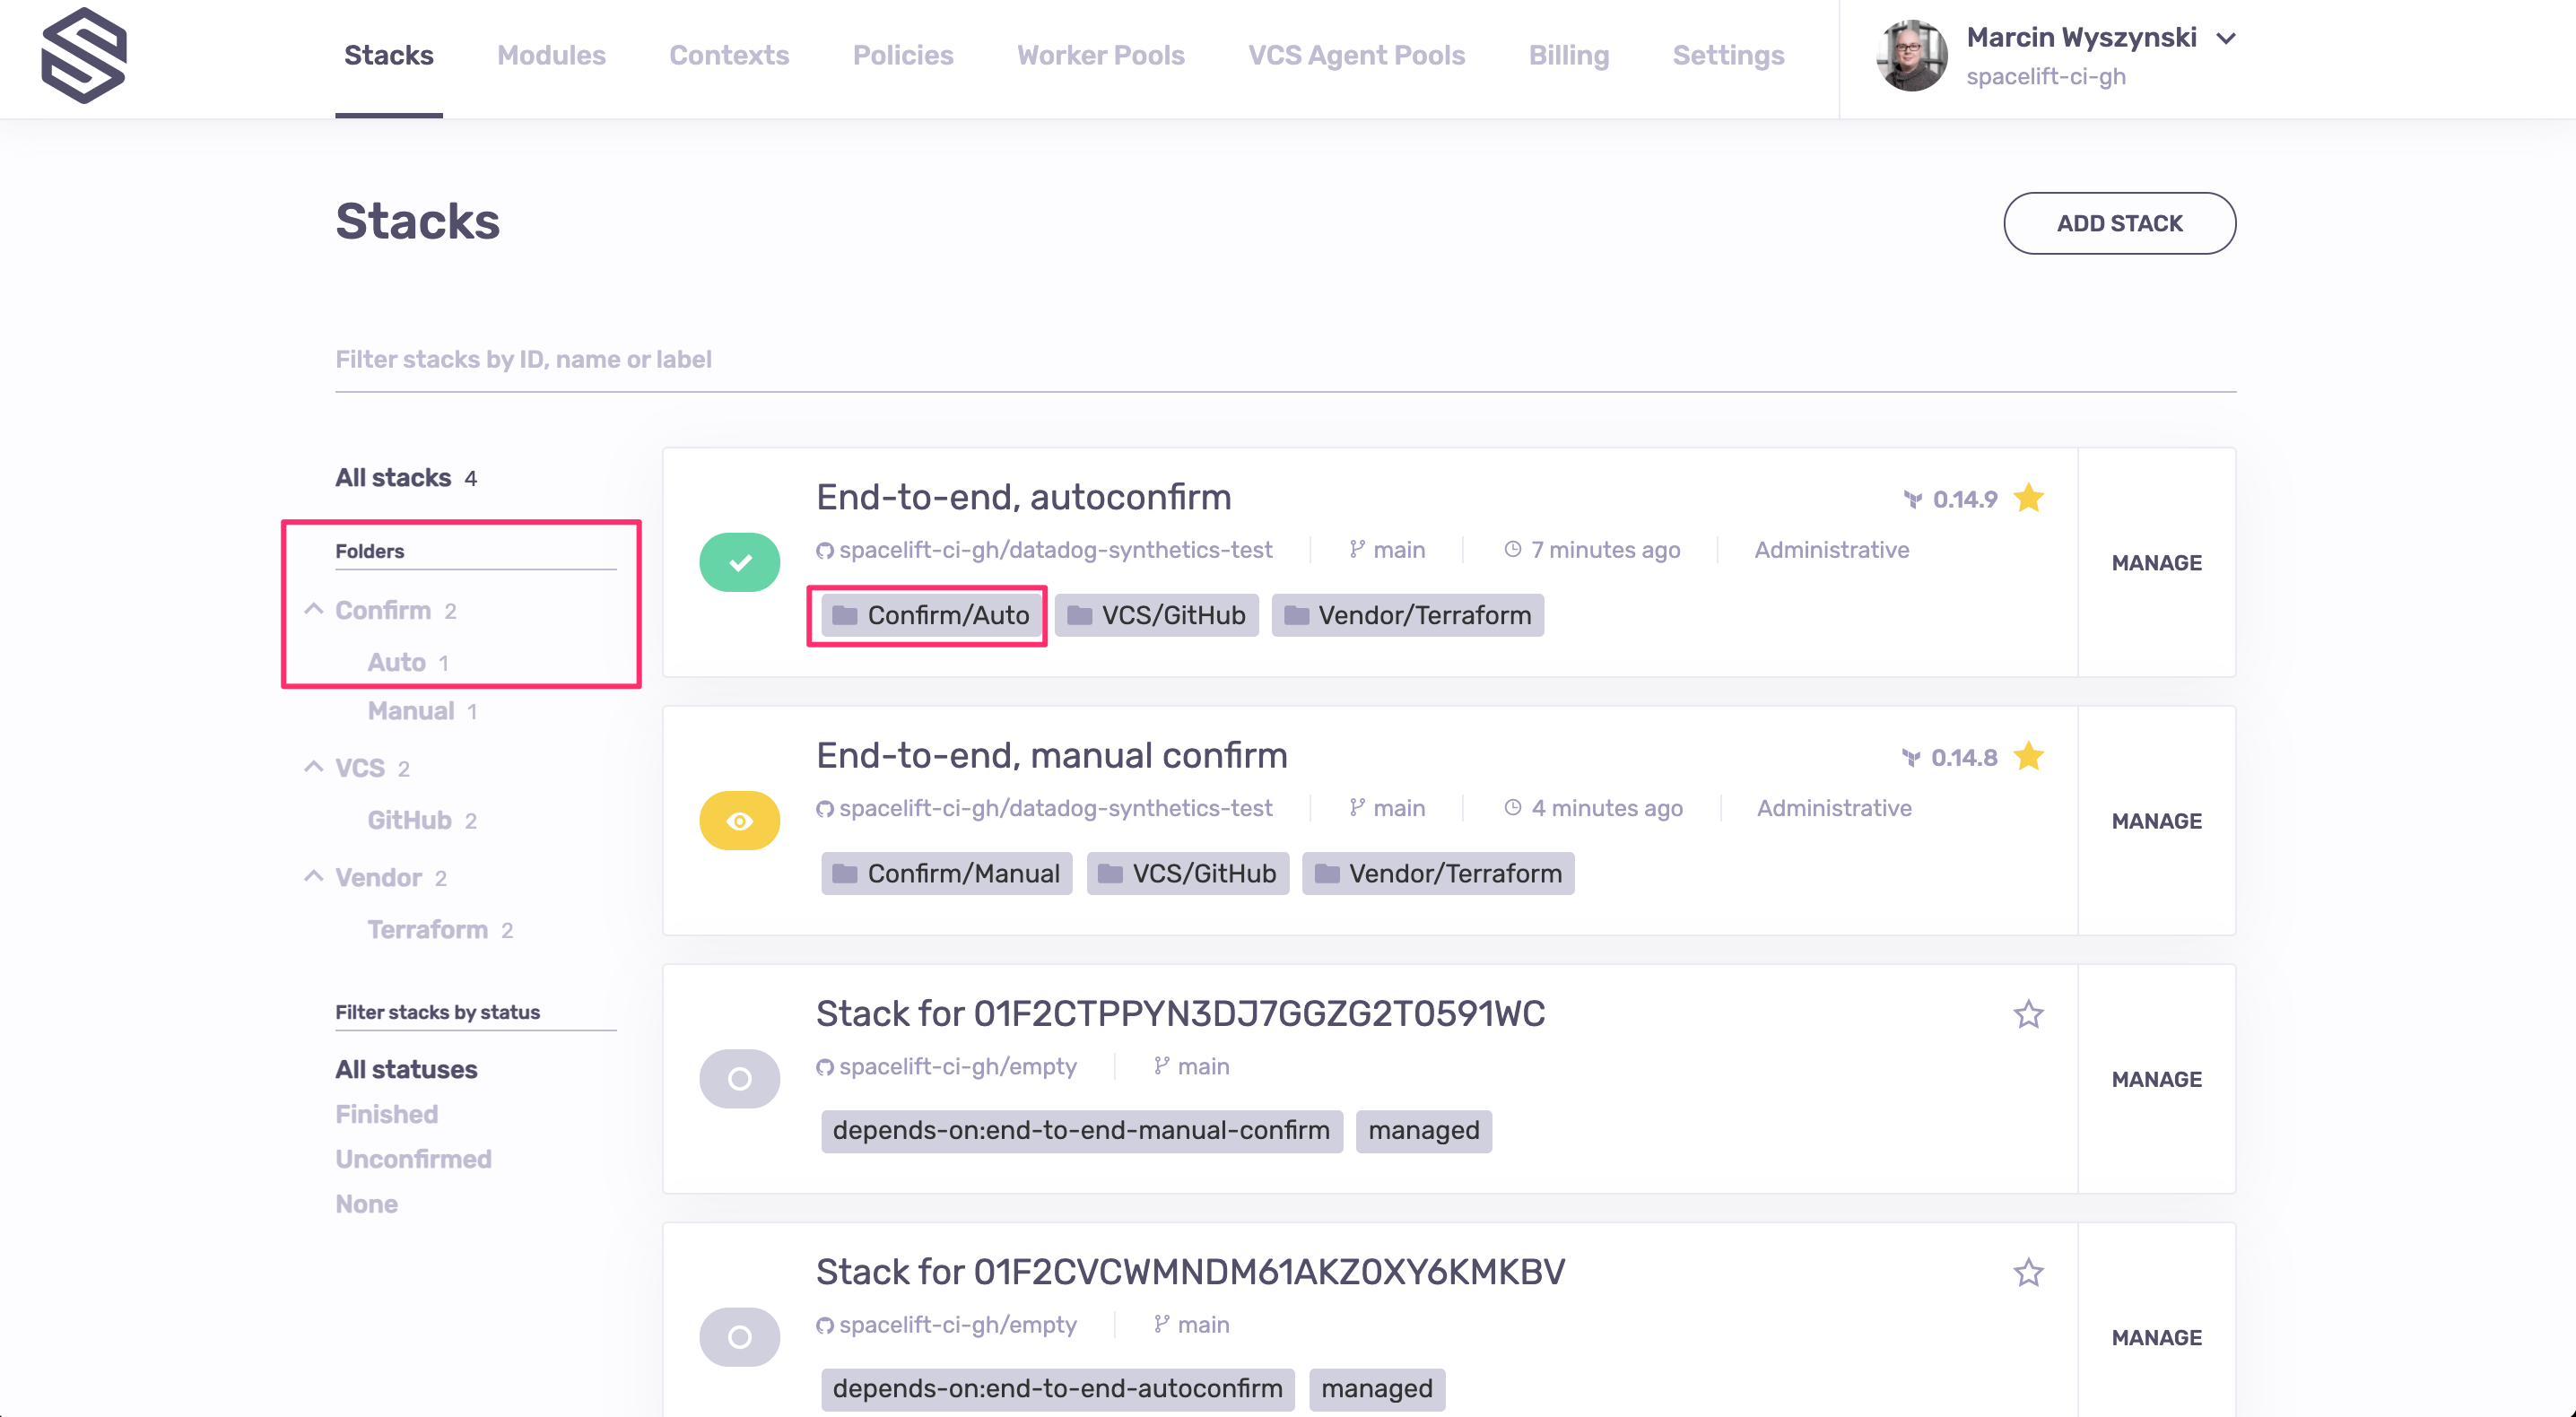 Stacks Modules Contexts Policies Worker Pools VCS Agent Pools Billing Settings
Marcin Wyszynski
spacelift-ci-gh
Stacks
ADD STACK
Filter stacks by ID, name or label
All stacks 4
Folders
Confirm 2
Auto 1
Manual 1
VCS 2
GitHub 2
Vendor 2
Terraform 2
Filter stacks by status
All statuses
Finished
Unconfirmed
None
End-to-end, autoconfirm
0.14.9
spacelift-ci-gh/datadog-synthetics-test main 7 minutes ago Administrative
Confirm/Auto VCS/GitHub Vendor/Terraform
MANAGE
End-to-end, manual confirm
0.14.8
spacelift-ci-gh/datadog-synthetics-test main 4 minutes ago Administrative
Confirm/Manual VCS/GitHub Vendor/Terraform
MANAGE
Stack for 01F2CTPPYN3DJ7GGZG2T0591WC
spacelift-ci-gh/empty main
depends-on:end-to-end-manual-confirm managed
MANAGE
Stack for 01F2CVCWMNDM61AKZ0XY6KMKBV
spacelift-ci-gh/empty main
depends-on:end-to-end-autoconfirm managed
MANAGE